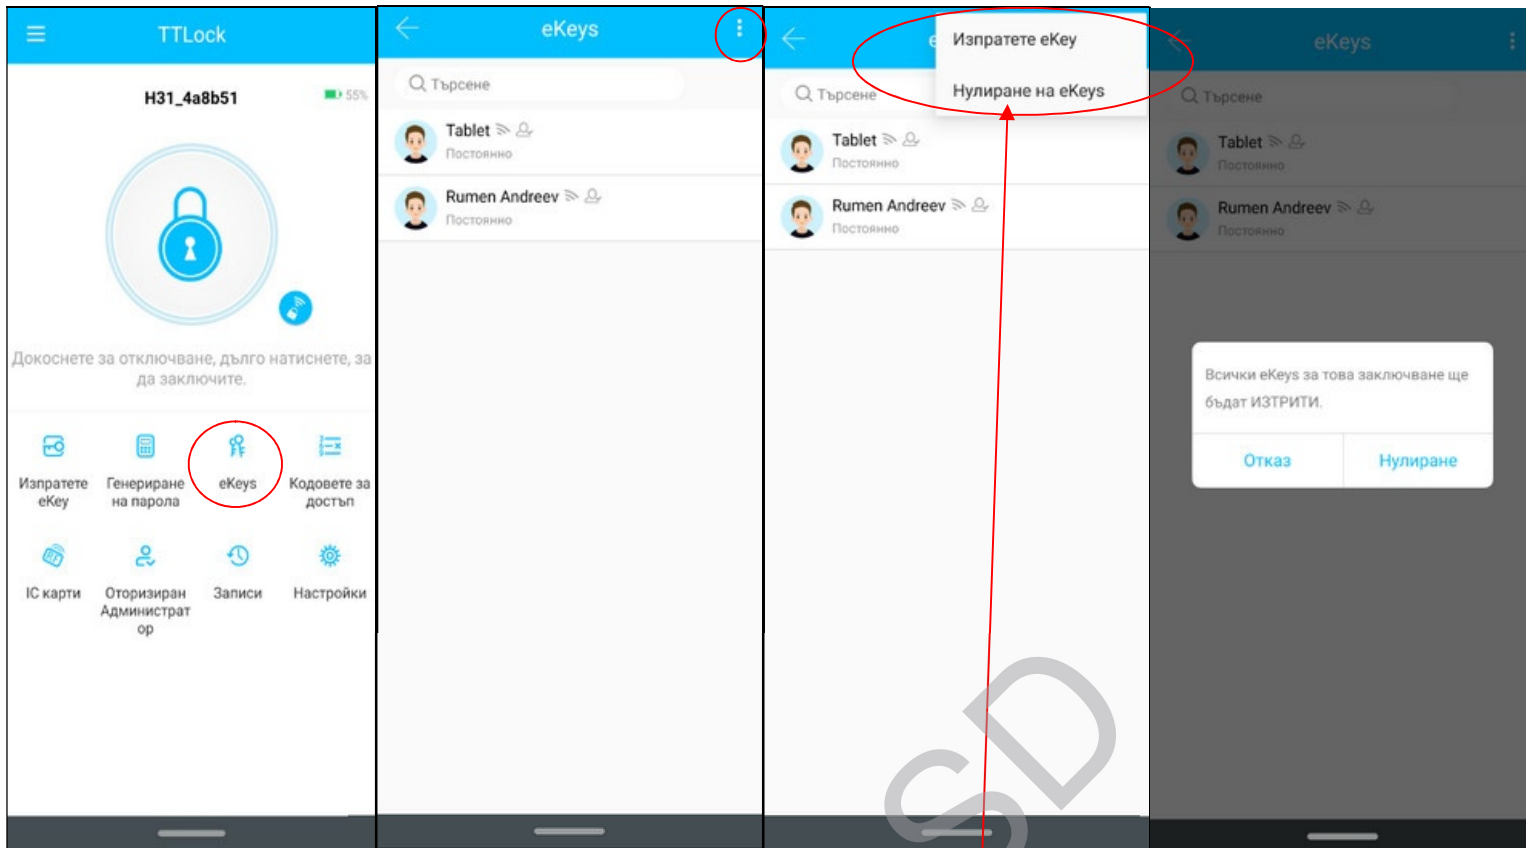 TTLock
H31_4a8b51
55%
Докоснете за отключване, дълго натиснете, за
да заключите.
Изпратете
eKey
Генериране
на парола
eKeys
Кодовете за
достъп
IC карти
Оторизиран
Администрат
ор
Записи
Настройки
eKeys
Търсене
Tablet
Постоянно
Rumen Andreev
Постоянно
e
Изпратете eKey
Нулиране на eKeys
Търсене
Tablet
Постоянно
Rumen Andreev
Постоянно
eKeys
Търсене
Tablet
Постоянно
Rumen Andreev
Постоянно
Всички eKeys за това заключване ще
бъдат ИЗТРИТИ.
Отказ
Нулиране
SD